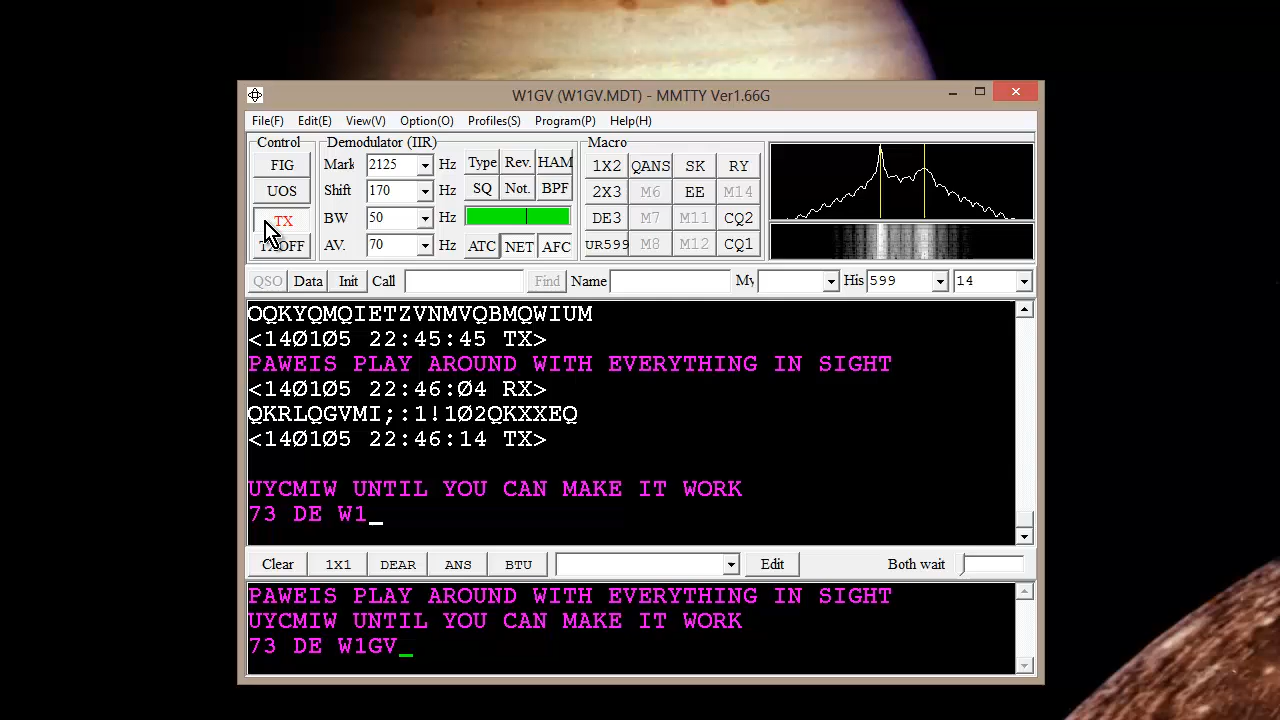 W1GV (W1GV.MDT) - MMTTY Ver1.66G
File(F) Edit(E) View(V) Option(O) Profiles(S) Program(P) Help(H)
Control Demodulator (IIR) Macro
FIG Mark 2125 Hz Type Rev. HAM 1X2 QANS SK RY
UOS Shift 170 Hz SQ Not. BPF 2X3 M6 EE M14
TX BW 50 Hz DE3 M7 M11 CQ2
AV. 70 Hz ATC NET AFC UR599 M8 M12 CQ1
QSO Data Init Call Find Name My His 599 14
OQKYQMQIETZVNMVQBMQWIUM
<14Ø1Ø5 22:45:45 TX>
PAWEIS PLAY AROUND WITH EVERYTHING IN SIGHT
<14Ø1Ø5 22:46:Ø4 RX>
QKRLQGVMI;:1!1Ø2QKXXEQ
<14Ø1Ø5 22:46:14 TX>
UYCMIW UNTIL YOU CAN MAKE IT WORK
73 DE W1_
Clear 1X1 DEAR ANS BTU Edit Both wait
PAWEIS PLAY AROUND WITH EVERYTHING IN SIGHT
UYCMIW UNTIL YOU CAN MAKE IT WORK
73 DE W1GV_